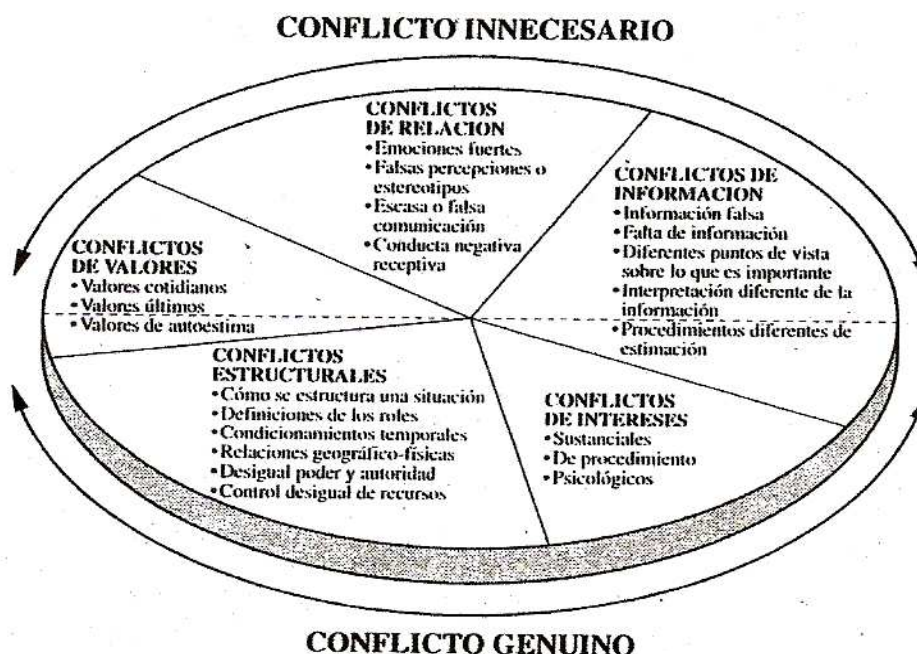 CONFLICTO INNECESARIO
CONFLICTOS
DE RELACION
•Emociones fuertes
•Falsas percepciones o
estereotipos
•Escasa o falsa
comunicación
•Conducta negativa
receptiva
CONFLICTOS DE
INFORMACION
•Información falsa
•Falta de información
•Diferentes puntos de vista
sobre lo que es importante
•Interpretación diferente de la
información
•Procedimientos diferentes de
estimación
CONFLICTOS
DE VALORES
•Valores cotidianos
•Valores últimos
•Valores de autoestima
CONFLICTOS
ESTRUCTURALES
•Cómo se estructura una situación
•Definiciones de los roles
•Condicionamientos temporales
•Relaciones geográfico-físicas
•Desigual poder y autoridad
•Control desigual de recursos
CONFLICTOS
DE INTERESES
•Sustanciales
•De procedimiento
•Psicológicos
CONFLICTO GENUINO